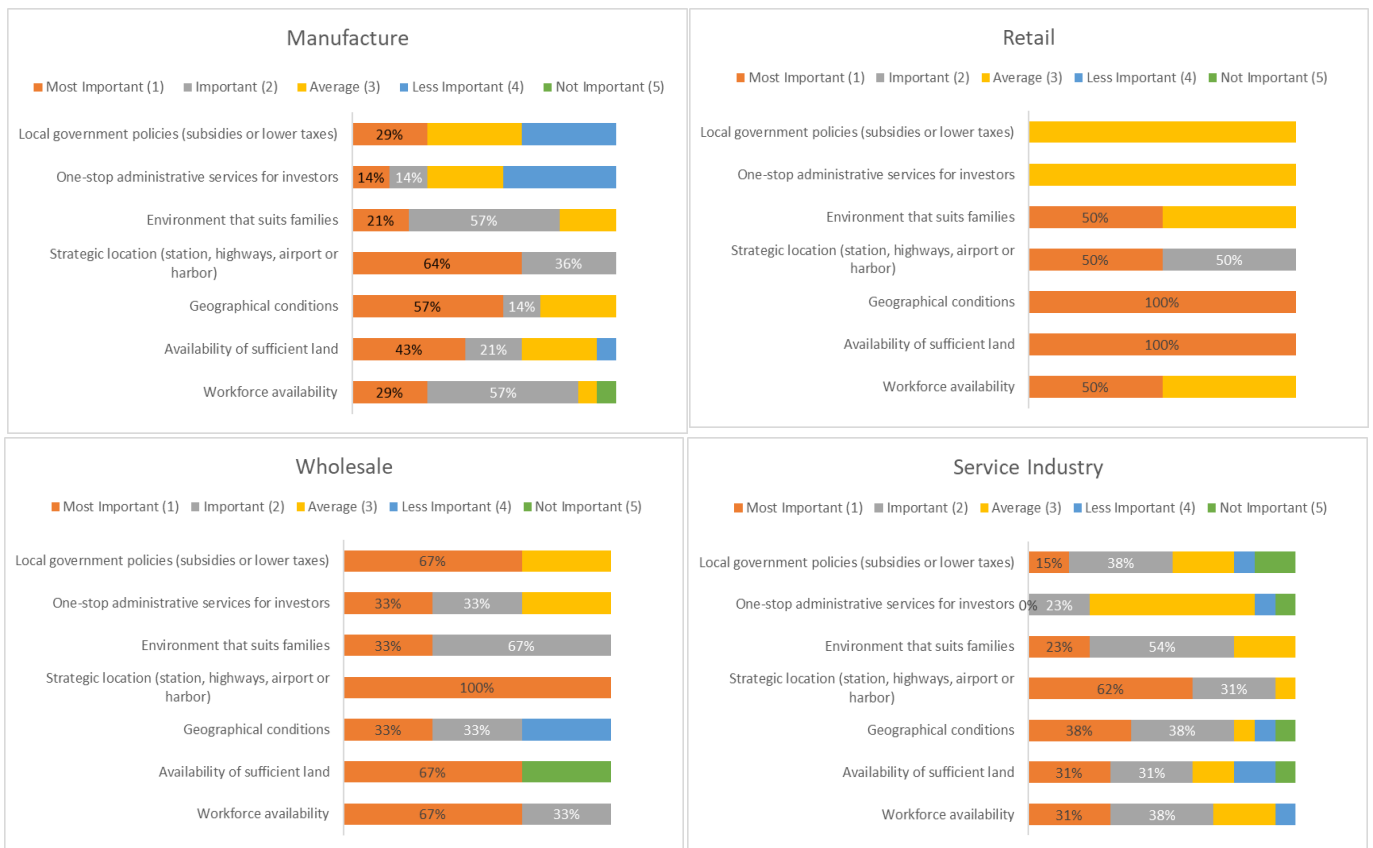 Manufacture
Most Important (1) Important (2) Average (3) Less Important (4) Not Important (5)
Local government policies (subsidies or lower taxes) 29%
One-stop administrative services for investors 14% 14%
Environment that suits families 21% 57%
Strategic location (station, highways, airport or
harbor) 64% 36%
Geographical conditions 57% 14%
Availability of sufficient land 43% 21%
Workforce availability 29% 57%
Retail
Most Important (1) Important (2) Average (3) Less Important (4) Not Important (5)
Local government policies (subsidies or lower taxes)
One-stop administrative services for investors
Environment that suits families 50%
Strategic location (station, highways, airport or
harbor) 50% 50%
Geographical conditions 100%
Availability of sufficient land 100%
Workforce availability 50%
Wholesale
Most Important (1) Important (2) Average (3) Less Important (4) Not Important (5)
Local government policies (subsidies or lower taxes) 67%
One-stop administrative services for investors 33% 33%
Environment that suits families 33% 67%
Strategic location (station, highways, airport or
harbor) 100%
Geographical conditions 33% 33%
Availability of sufficient land 67%
Workforce availability 67% 33%
Service Industry
Most Important (1) Important (2) Average (3) Less Important (4) Not Important (5)
Local government policies (subsidies or lower taxes) 15% 38%
One-stop administrative services for investors 0% 23%
Environment that suits families 23% 54%
Strategic location (station, highways, airport or
harbor) 62% 31%
Geographical conditions 38% 38%
Availability of sufficient land 31% 31%
Workforce availability 31% 38%